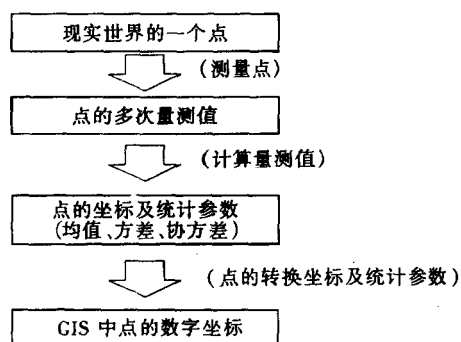 现实世界的一个点
(测量点)
点的多次量测值
(计算量测值)
点的坐标及统计参数
(均值、方差、协方差)
(点的转换坐标及统计参数)
GIS 中点的数字坐标